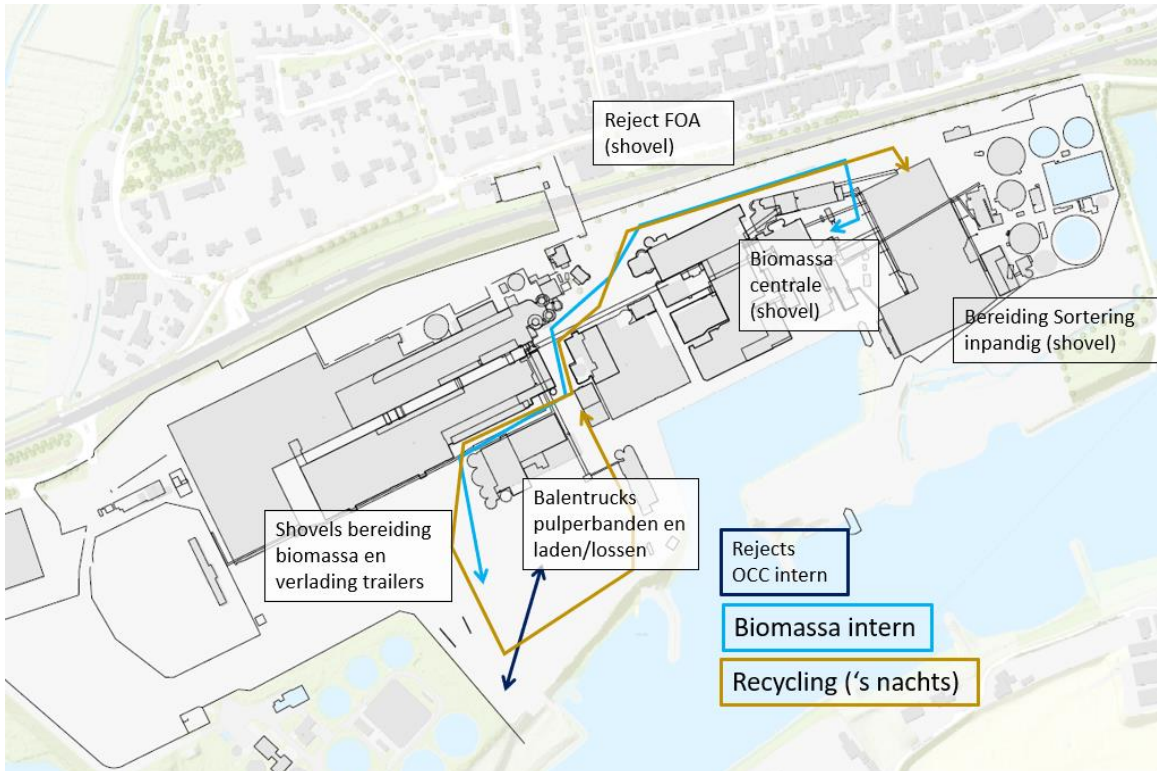 Reject FOA
(shovel)
Biomassa
centrale
(shovel)
Bereiding Sortering
inpandig (shovel)
Balentrucks
pulperbanden en
laden/lossen
Shovels bereiding
biomassa en
verlading trailers
Rejects
OCC intern
Biomassa intern
Recycling (‘s nachts)